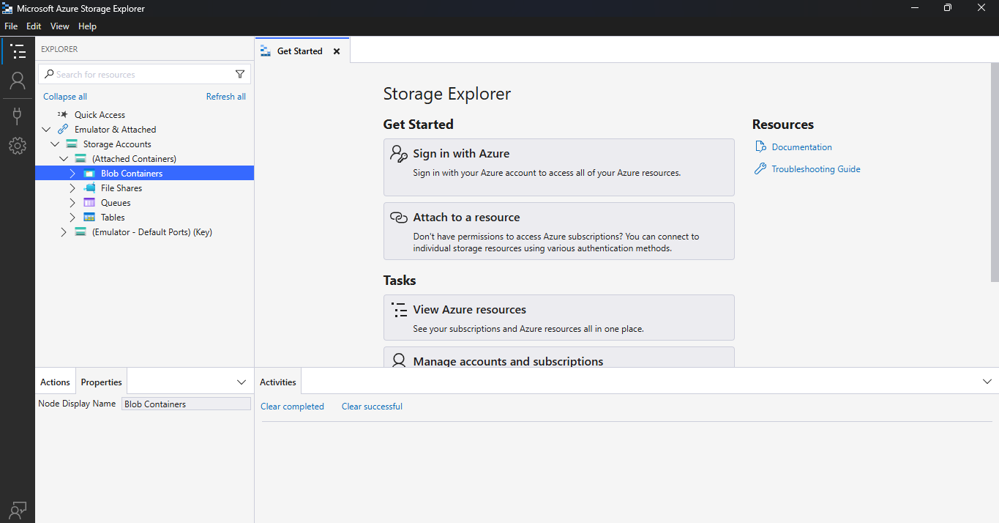 Microsoft Azure Storage Explorer
File Edit View Help
EXPLORER
Search for resources
Collapse all
Refresh all
Quick Access
Emulator & Attached
Storage Accounts
(Attached Containers)
Blob Containers
File Shares
Queues
Tables
(Emulator - Default Ports) (Key)
Get Started
Storage Explorer
Get Started
Sign in with Azure
Sign in with your Azure account to access all of your Azure resources.
Attach to a resource
Don't have permissions to access Azure subscriptions? You can connect to
individual storage resources using various authentication methods.
Tasks
View Azure resources
See your subscriptions and Azure resources all in one place.
Manage accounts and subscriptions
Resources
Documentation
Troubleshooting Guide
Actions
Properties
Node Display Name
Blob Containers
Activities
Clear completed
Clear successful